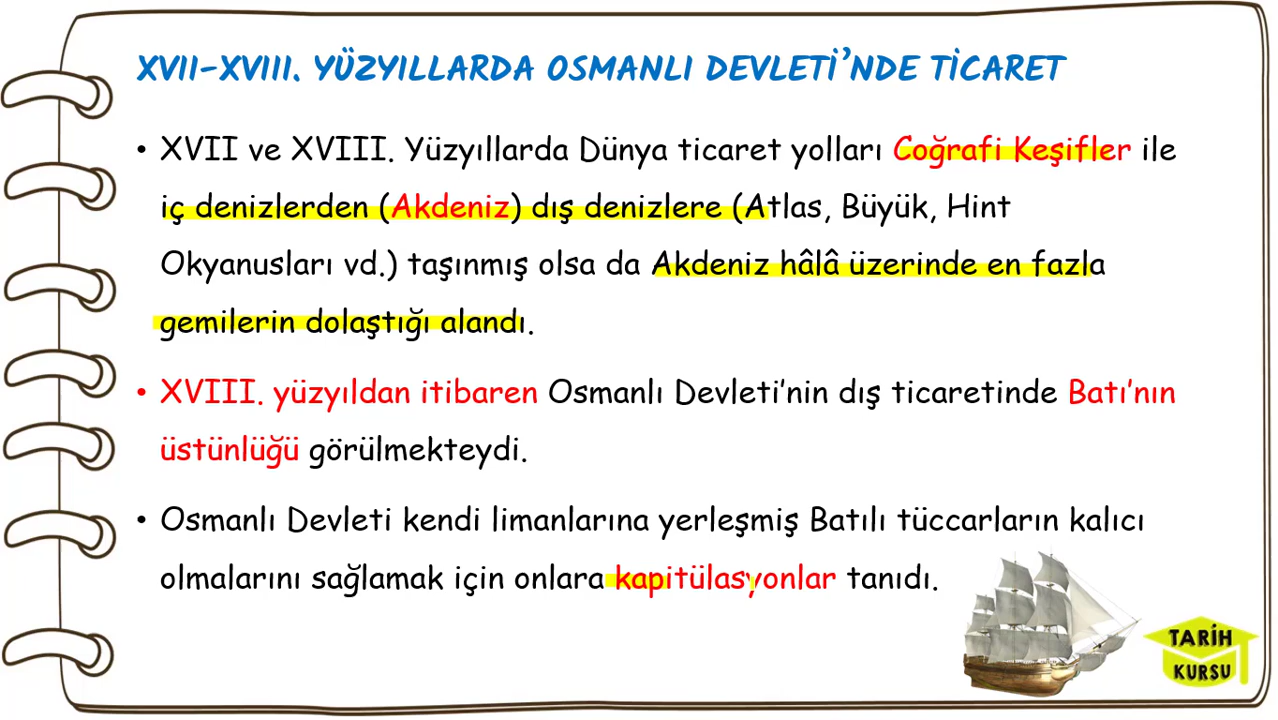 XVII-XVIII. YÜZYILLARDA OSMANLI DEVLETİ'NDE TİCARET
• XVII ve XVIII. Yüzyıllarda Dünya ticaret yolları Coğrafi Keşifler ile
iç denizlerden (Akdeniz) dış denizlere (Atlas, Büyük, Hint
Okyanusları vd.) taşınmış olsa da Akdeniz hâlâ üzerinde en fazla
gemilerin dolaştığı alandı.
• XVIII. yüzyıldan itibaren Osmanlı Devleti'nin dış ticaretinde Batı'nın
üstünlüğü görülmekteydi.
• Osmanlı Devleti kendi limanlarına yerleşmiş Batılı tüccarların kalıcı
olmalarını sağlamak için onlara kapitülasyonlar tanıdı.
TARİH
KURSU